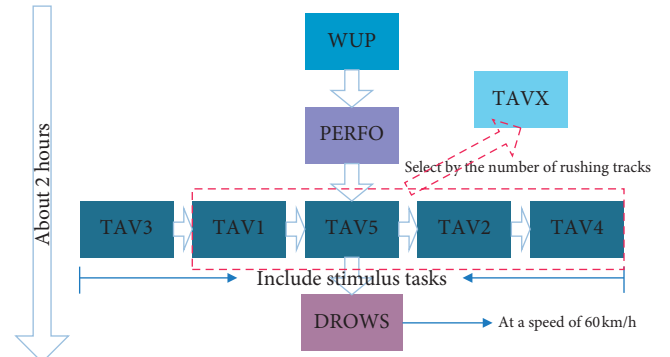 WUP
TAVX
PERFO
Select by the number of rushing tracks
About 2 hours
TAV3 TAV1 TAV5 TAV2 TAV4
Include stimulus tasks
DROWS
At a speed of 60 km/h